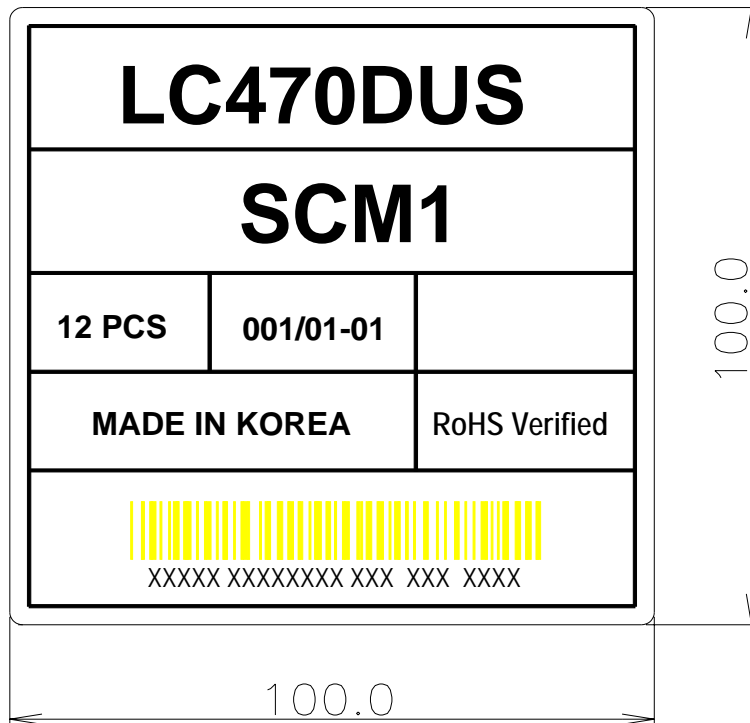 LC470DUS
SCM1
12 PCS 001/01-01
MADE IN KOREA RoHS Verified
XXXXX XXXXXXXX XXX XXX XXXX
100.0
100.0